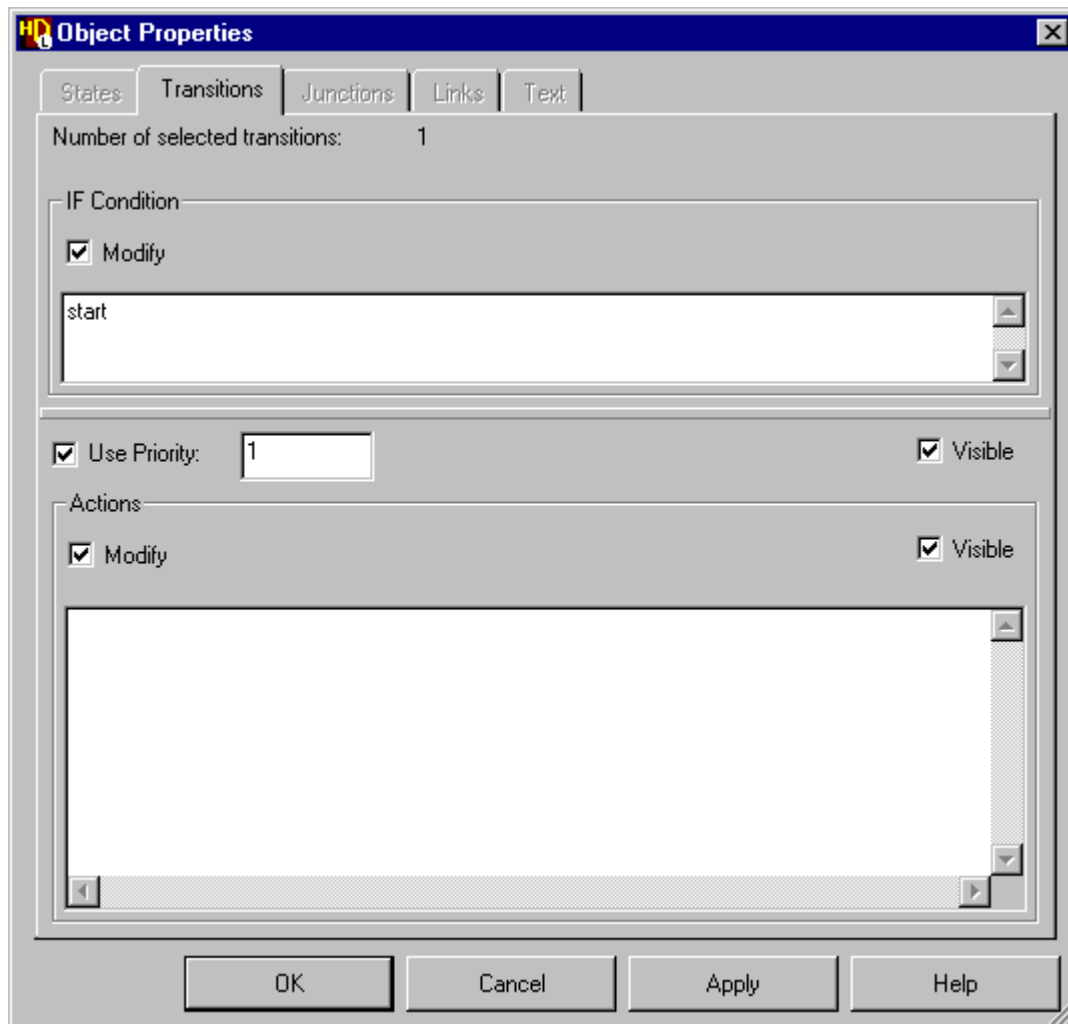 HDL Object Properties
States Transitions Junctions Links Text
Number of selected transitions: 1
IF Condition
Modify
start
Use Priority: 1 Visible
Actions
Modify Visible
OK Cancel Apply Help